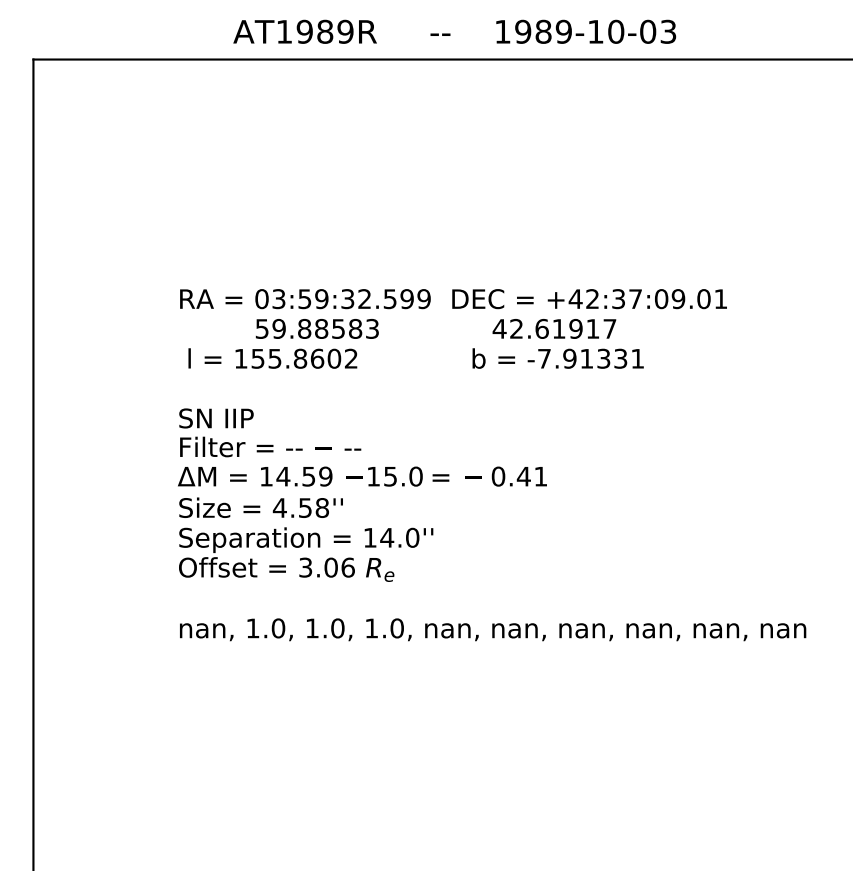 AT1989R -- 1989-10-03
RA = 03:59:32.599 DEC = +42:37:09.01
59.88583 42.61917
l = 155.8602 b = -7.91331
SN IIP
Filter = -- − --
ΔM = 14.59 −15.0 = − 0.41
Size = 4.58''
Separation = 14.0''
Offset = 3.06 Rₑ
nan, 1.0, 1.0, 1.0, nan, nan, nan, nan, nan, nan